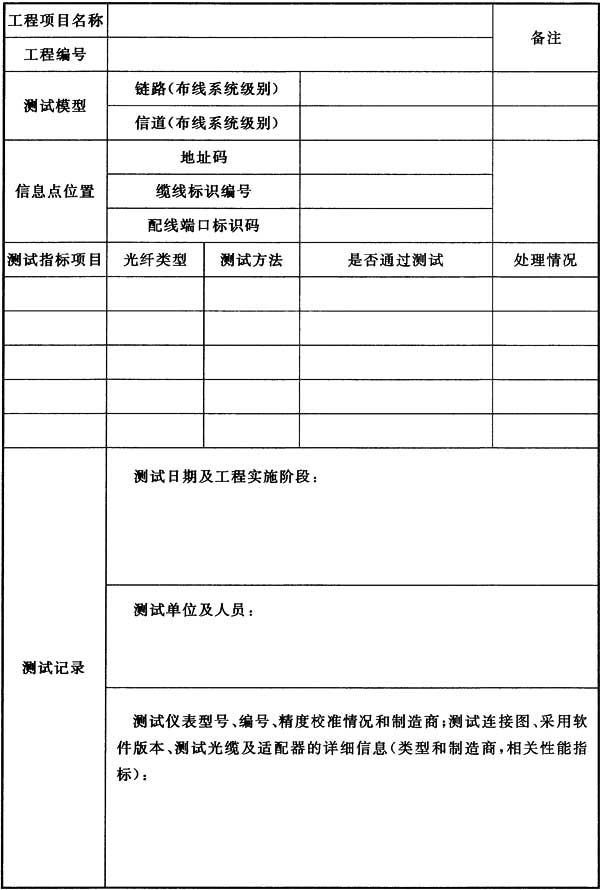 工程项目名称
备注
工程编号
测试模型
链路(布线系统级别)
信道(布线系统级别)
信息点位置
地址码
缆线标识编号
配线端口标识码
测试指标项目 光纤类型 测试方法 是否通过测试 处理情况
测试记录
测试日期及工程实施阶段:
测试单位及人员:
测试仪表型号、编号、精度校准情况和制造商;测试连接图、采用软
件版本、测试光缆及适配器的详细信息(类型和制造商,相关性能指
标):